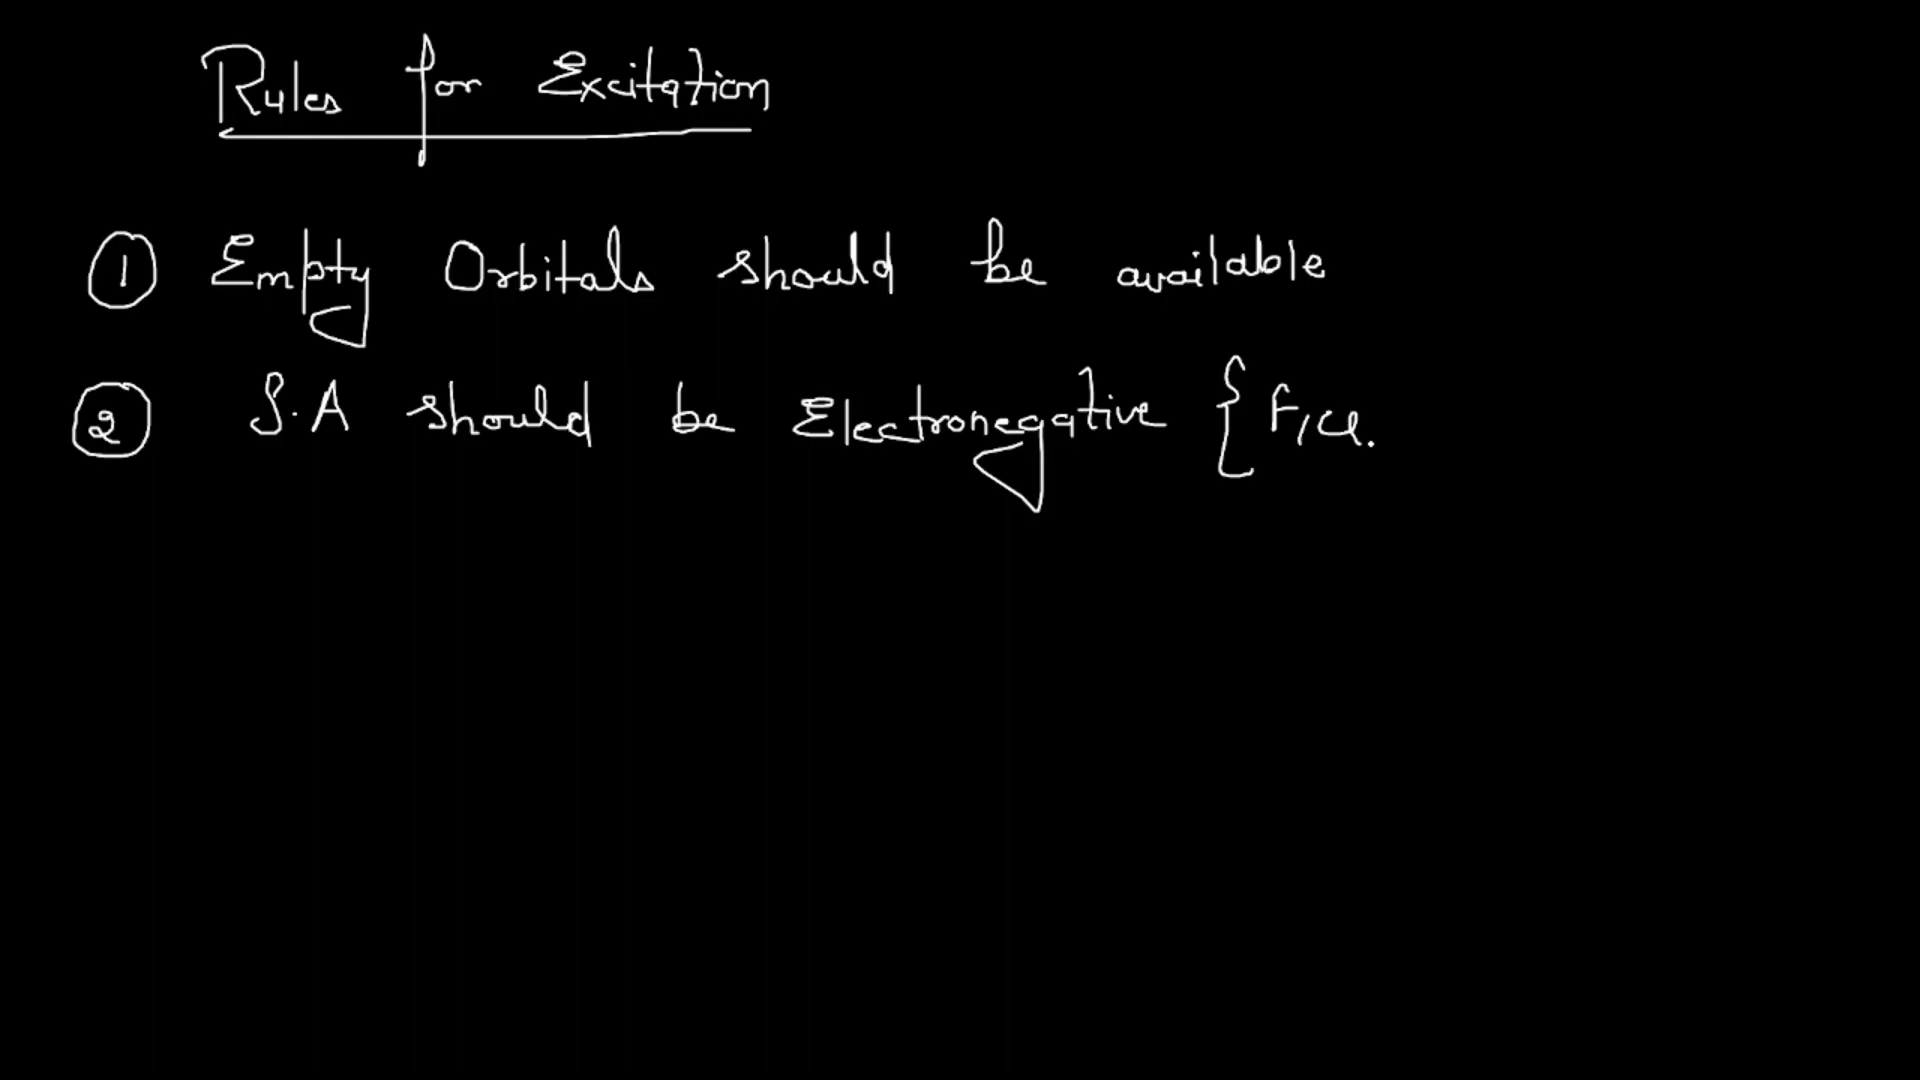 Rules for Excitation
① Empty Orbitals should be available
② S.A should be Electronegative { F, Cl.